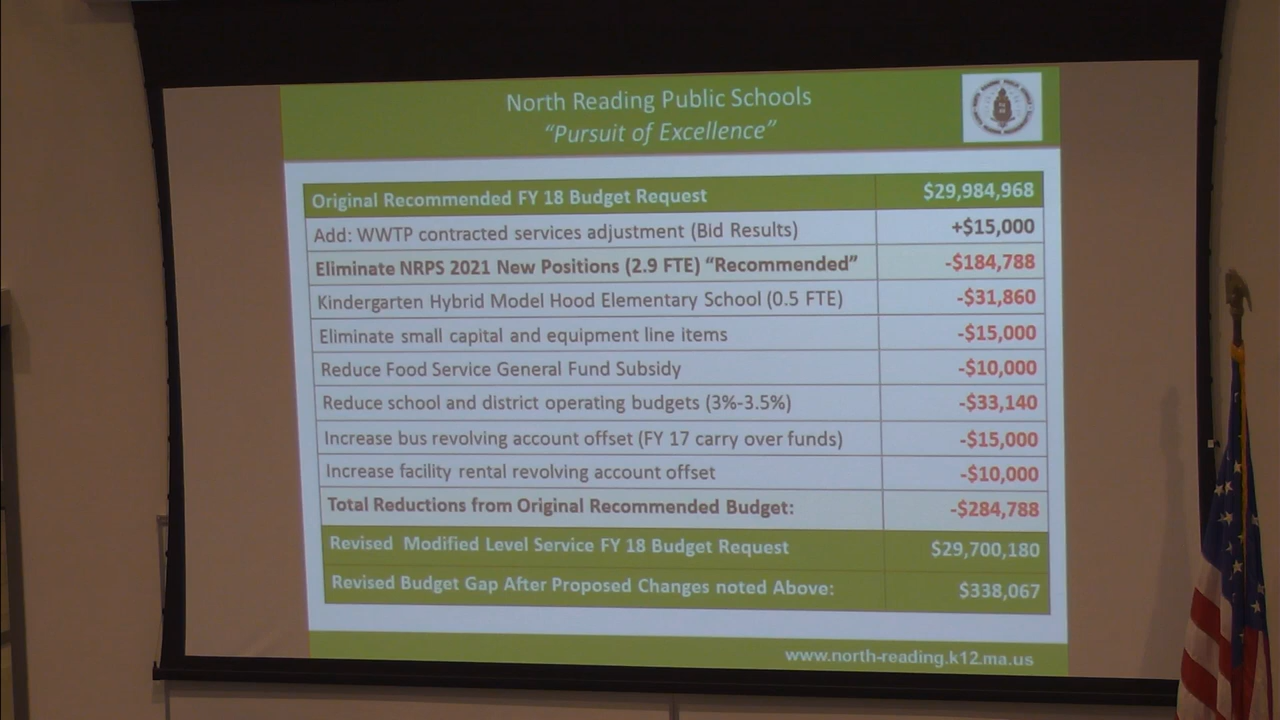 North Reading Public Schools
“Pursuit of Excellence”
Original Recommended FY 18 Budget Request $29,984,968
Add: WWTP contracted services adjustment (Bid Results) +$15,000
Eliminate NRPS 2021 New Positions (2.9 FTE) “Recommended” -$184,788
Kindergarten Hybrid Model Hood Elementary School (0.5 FTE) -$31,860
Eliminate small capital and equipment line items -$15,000
Reduce Food Service General Fund Subsidy -$10,000
Reduce school and district operating budgets (3%-3.5%) -$33,140
Increase bus revolving account offset (FY 17 carry over funds) -$15,000
Increase facility rental revolving account offset -$10,000
Total Reductions from Original Recommended Budget: -$284,788
Revised Modified Level Service FY 18 Budget Request $29,700,180
Revised Budget Gap After Proposed Changes noted Above: $338,067
www.north-reading.k12.ma.us